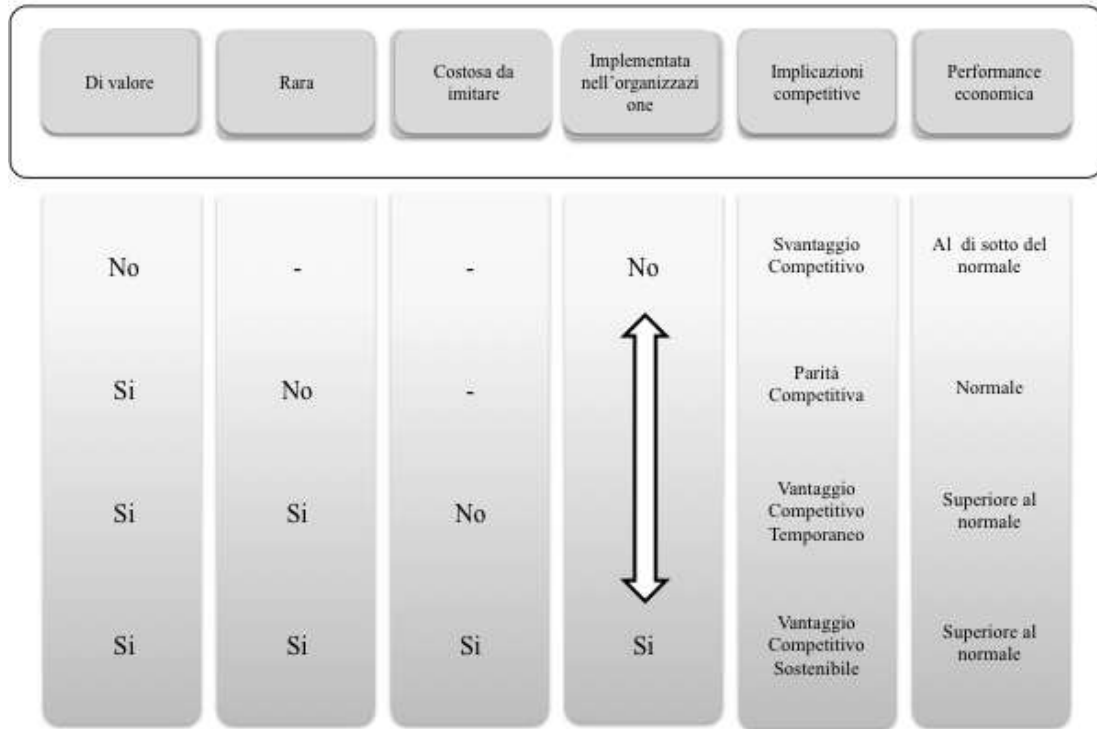 Di valore
Rara
Costosa da
imitare
Implementata
nell'organizzazi
one
Implicazioni
competitive
Performance
economica
No
-
-
No
Svantaggio
Competitivo
Al di sotto del
normale
Si
No
-
Parità
Competitiva
Normale
Si
Si
No
Vantaggio
Competitivo
Temporaneo
Superiore al
normale
Si
Si
Si
Si
Vantaggio
Competitivo
Sostenibile
Superiore al
normale